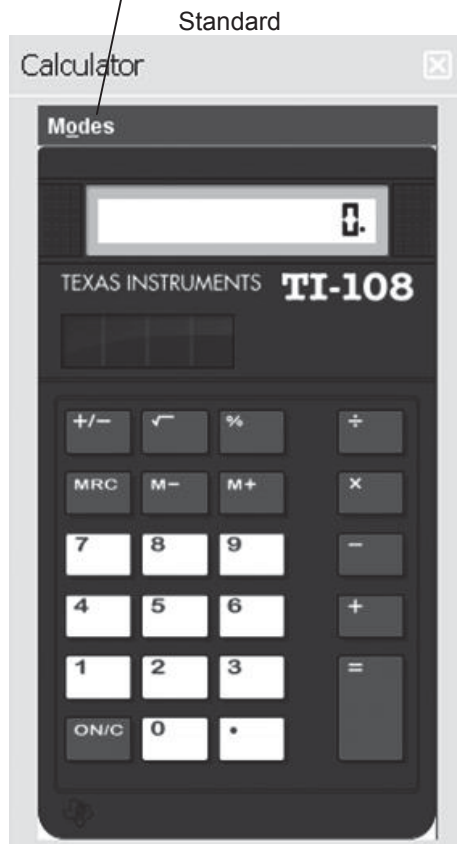 Standard
Calculator
Modes
0.
TEXAS INSTRUMENTS TI-108
+/− √ % ÷
MRC M− M+ ×
7 8 9 −
4 5 6 +
1 2 3 =
ON/C 0 •